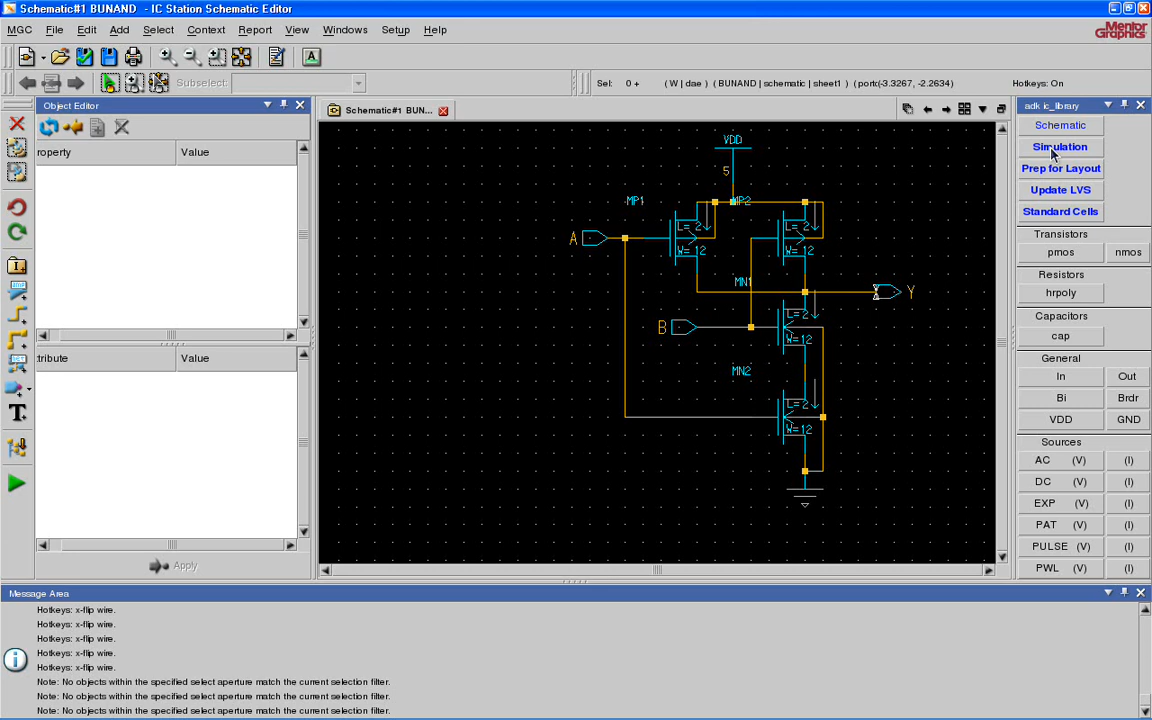 Schematic#1 BUNAND - IC Station Schematic Editor
MGC File Edit Add Select Context Report View Windows Setup Help
Mentor Graphics
Subselect:
Sel: 0 + ( W | dae ) ( BUNAND | schematic | sheet1 ) (port(-3.3267, -2.2634) Hotkeys: On
Object Editor
roperty Value
tribute Value
Apply
Schematic#1 BUN...
VDD
5
MP1 MP2
L=2 L=2
A
W=12 W=12
MN1
Y
L=2
B
W=12
MN2
L=2
W=12
adk ic_library
Schematic
Simulation
Prep for Layout
Update LVS
Standard Cells
Transistors
pmos nmos
Resistors
hrpoly
Capacitors
cap
General
In Out
Bi Brdr
VDD GND
Sources
AC (V) (I)
DC (V) (I)
EXP (V) (I)
PAT (V) (I)
PULSE (V) (I)
PWL (V) (I)
Message Area
Hotkeys: x-flip wire.
Hotkeys: x-flip wire.
Hotkeys: x-flip wire.
Hotkeys: x-flip wire.
Hotkeys: x-flip wire.
Note: No objects within the specified select aperture match the current selection filter.
Note: No objects within the specified select aperture match the current selection filter.
Note: No objects within the specified select aperture match the current selection filter.